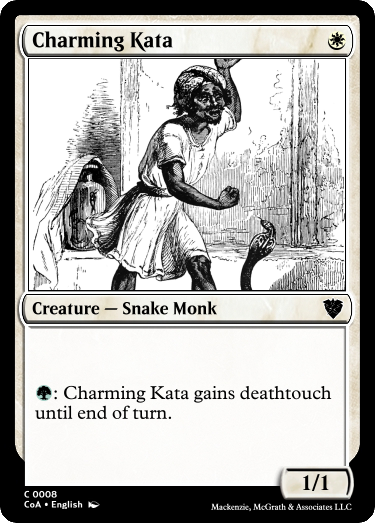 Charming Kata
Creature — Snake Monk
: Charming Kata gains deathtouch
until end of turn.
1/1
C 0008
CoA • English
Mackenzie, McGrath & Associates LLC